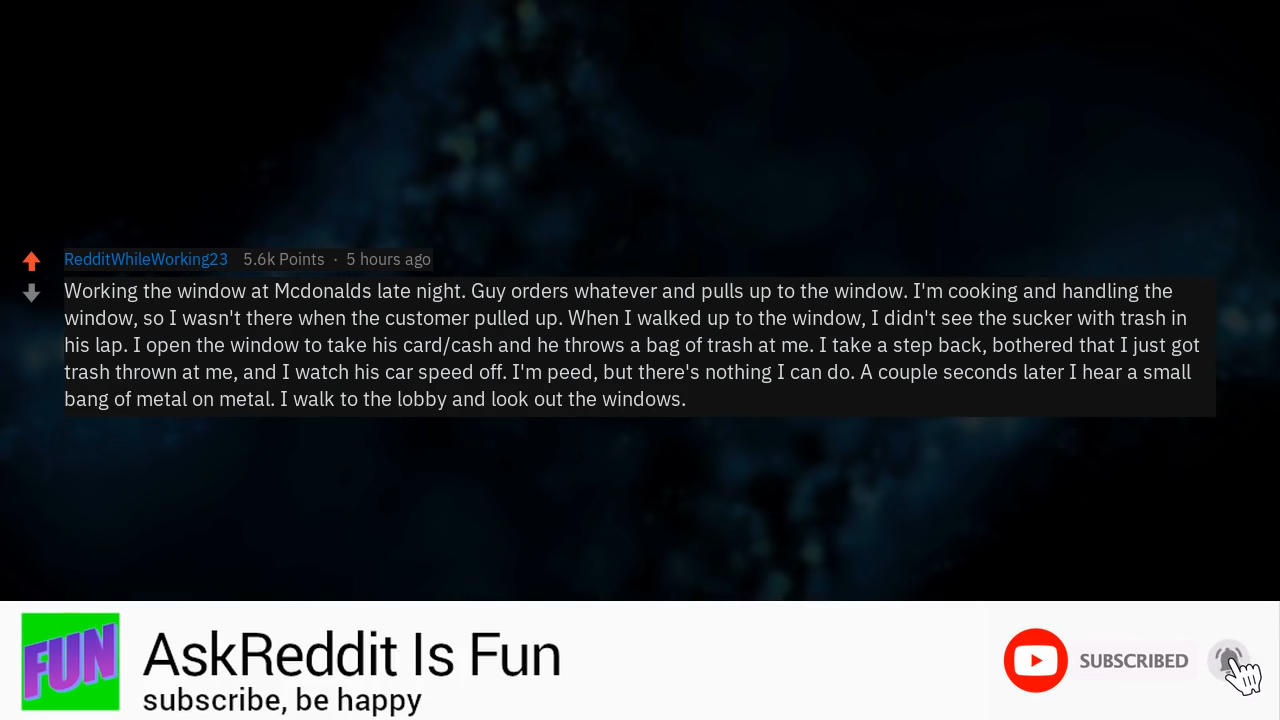 RedditWhileWorking23 5.6k Points · 5 hours ago
Working the window at Mcdonalds late night. Guy orders whatever and pulls up to the window. I'm cooking and handling the
window, so I wasn't there when the customer pulled up. When I walked up to the window, I didn't see the sucker with trash in
his lap. I open the window to take his card/cash and he throws a bag of trash at me. I take a step back, bothered that I just got
trash thrown at me, and I watch his car speed off. I'm peed, but there's nothing I can do. A couple seconds later I hear a small
bang of metal on metal. I walk to the lobby and look out the windows.
FUN
AskReddit Is Fun
subscribe, be happy
SUBSCRIBED